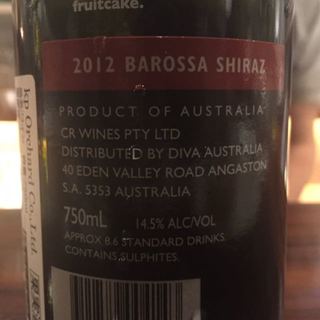 fruitcake.
2012 BAROSSA SHIRAZ
PRODUCT OF AUSTRALIA
CR WINES PTY LTD
DISTRIBUTED BY DIVA AUSTRALIA
40 EDEN VALLEY ROAD ANGASTON
S.A. 5353 AUSTRALIA
750mL 14.5% ALC/VOL
APPROX 8.6 STANDARD DRINKS.
CONTAINS SULPHITES.
kp Orchard Co., Ltd.